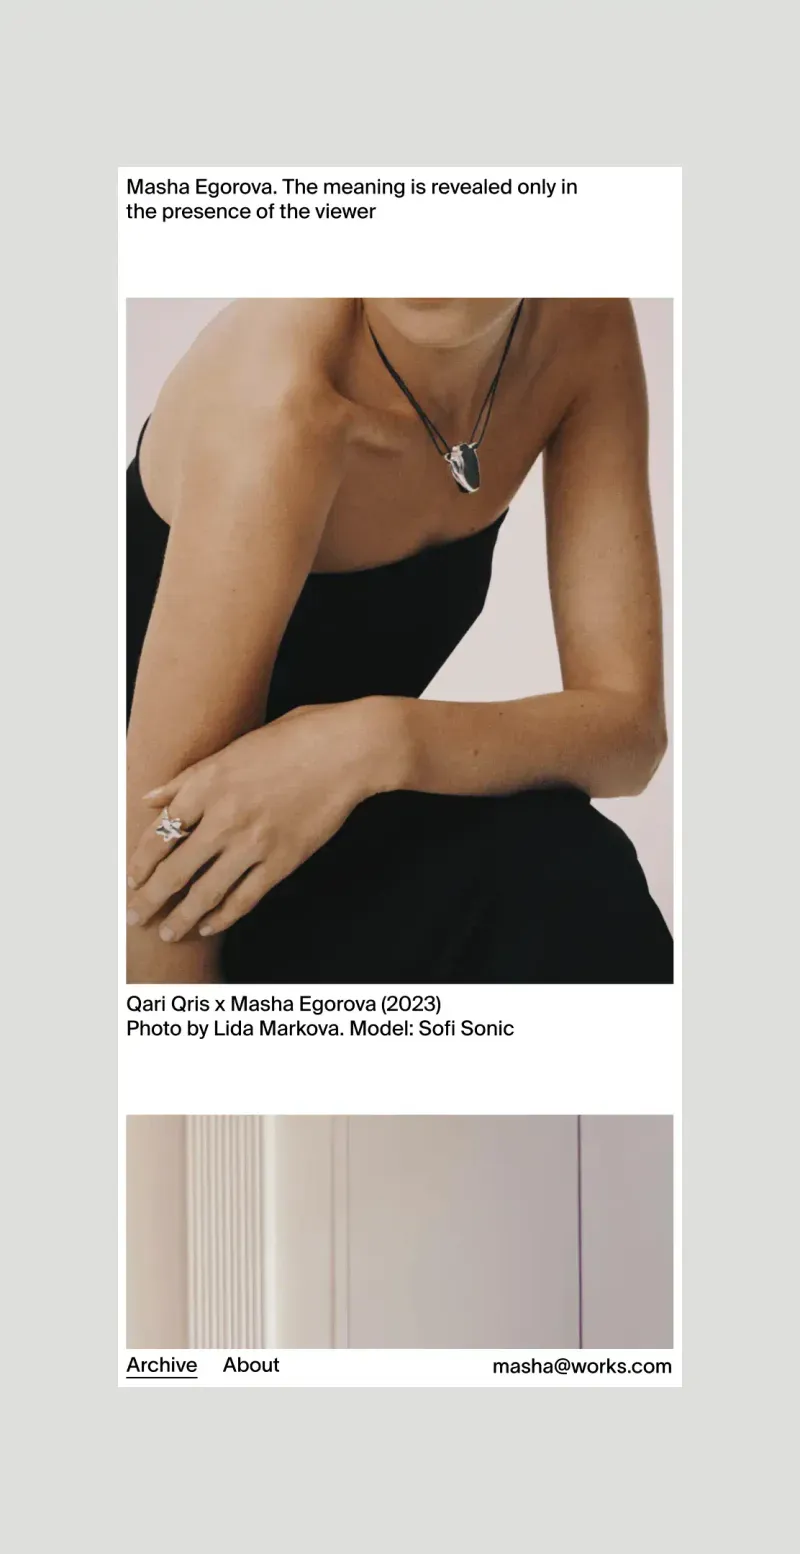 Masha Egorova. The meaning is revealed only in
the presence of the viewer
Qari Qris x Masha Egorova (2023)
Photo by Lida Markova. Model: Sofi Sonic
Archive About masha@works.com